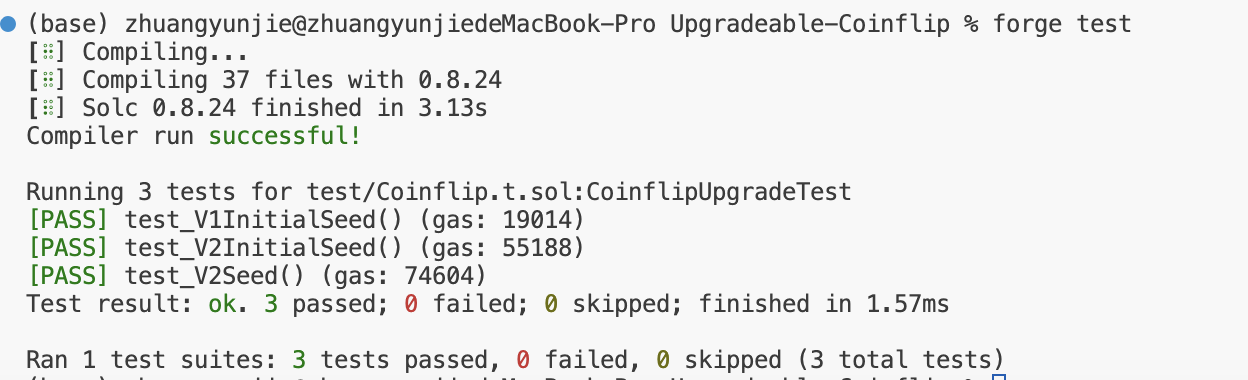 (base) zhuangyunjie@zhuangyunjiedeMacBook-Pro Upgradeable-Coinflip % forge test
[⠿] Compiling...
[⠿] Compiling 37 files with 0.8.24
[⠿] Solc 0.8.24 finished in 3.13s
Compiler run successful!
Running 3 tests for test/Coinflip.t.sol:CoinflipUpgradeTest
[PASS] test_V1InitialSeed() (gas: 19014)
[PASS] test_V2InitialSeed() (gas: 55188)
[PASS] test_V2Seed() (gas: 74604)
Test result: ok. 3 passed; 0 failed; 0 skipped; finished in 1.57ms
Ran 1 test suites: 3 tests passed, 0 failed, 0 skipped (3 total tests)